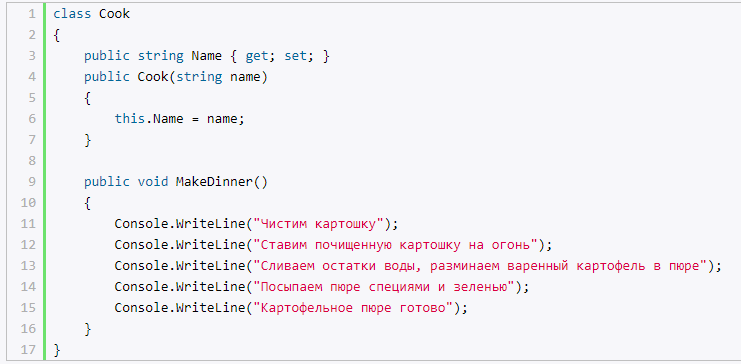 1 class Cook
2 {
3     public string Name { get; set; }
4     public Cook(string name)
5     {
6         this.Name = name;
7     }
8
9     public void MakeDinner()
10     {
11         Console.WriteLine("Чистим картошку");
12         Console.WriteLine("Ставим почищенную картошку на огонь");
13         Console.WriteLine("Сливаем остатки воды, разминаем варенный картофель в пюре");
14         Console.WriteLine("Посыпаем пюре специями и зеленью");
15         Console.WriteLine("Картофельное пюре готово");
16     }
17 }